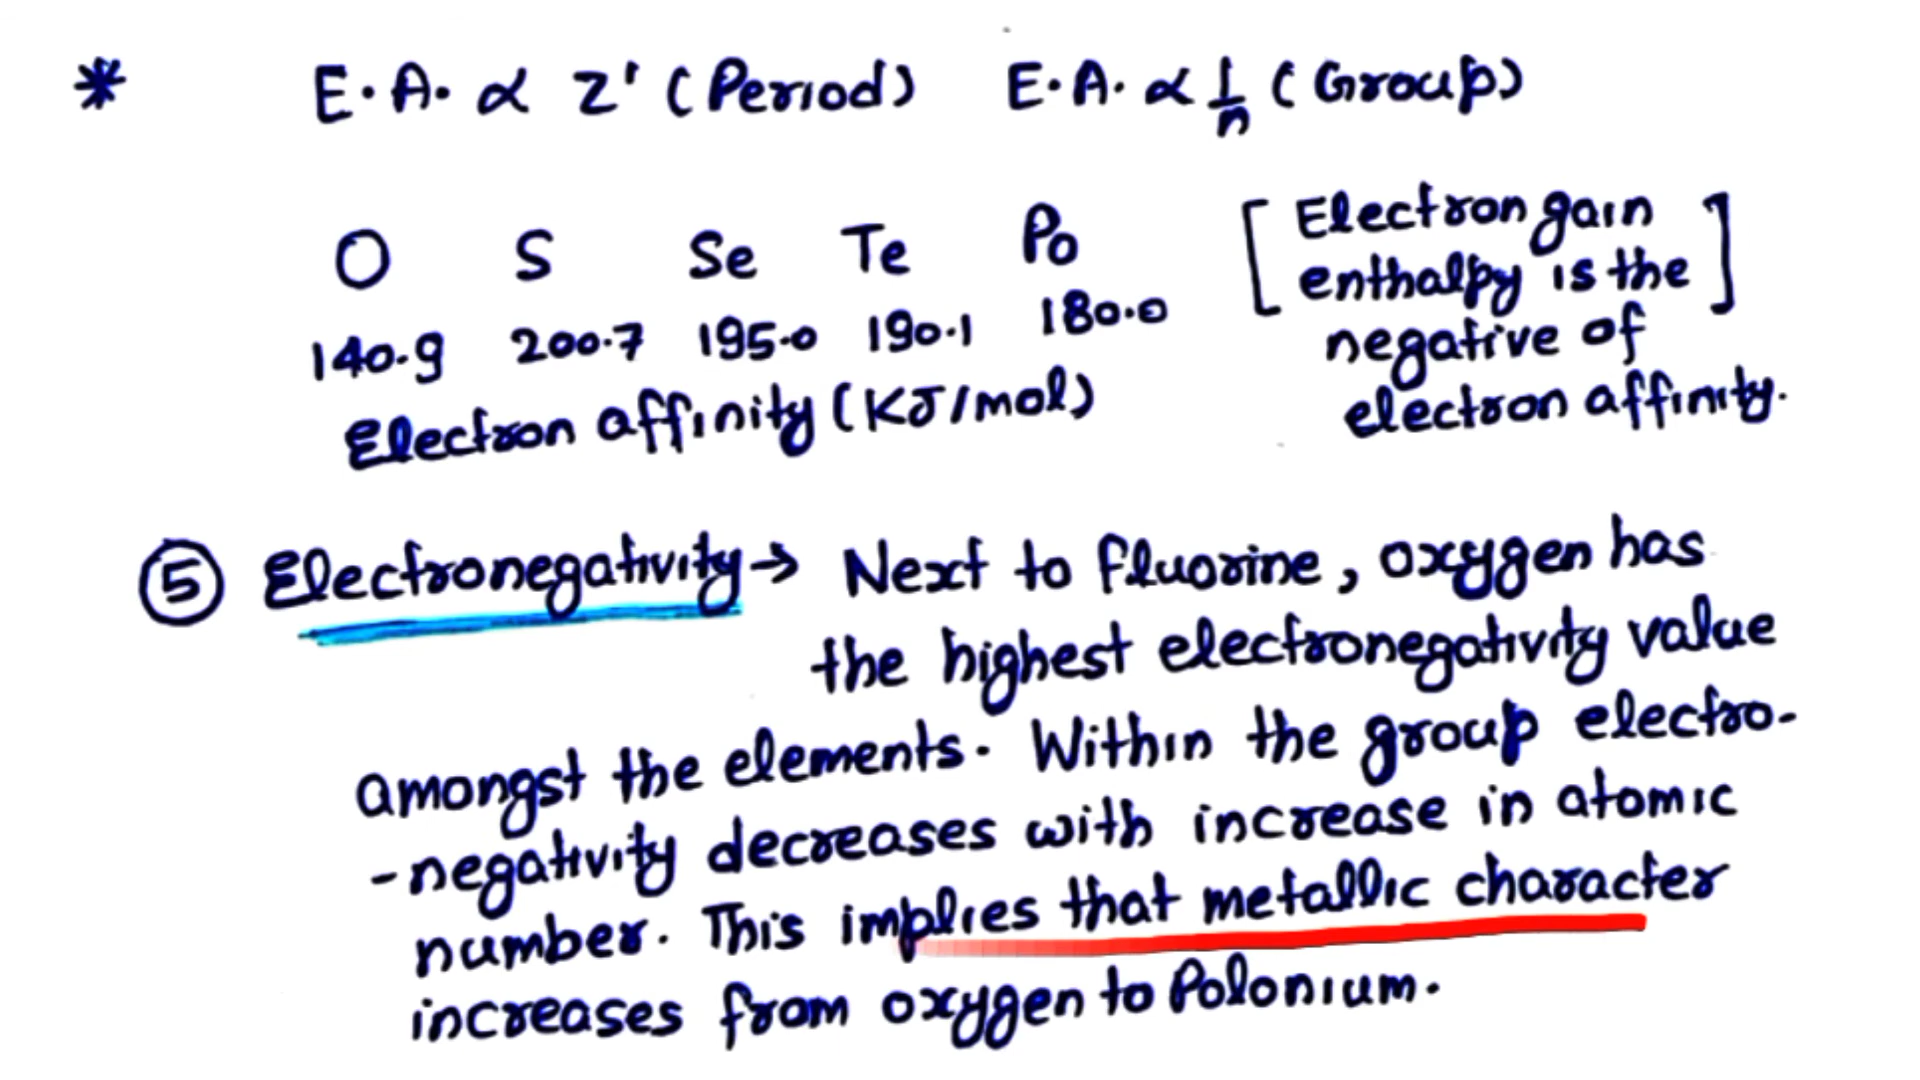 * E.A. ∝ Z' (Period) E.A. ∝ 1/n (Group)
O S Se Te Po
140.9 200.7 195.0 190.1 180.0
Electron affinity (KJ/mol)
[Electron gain
enthalpy is the]
negative of
electron affinity.
⑤ Electronegativity → Next to fluorine, oxygen has
the highest electronegativity value
amongst the elements. Within the group electro-
-negativity decreases with increase in atomic
number. This implies that metallic character
increases from oxygen to Polonium.